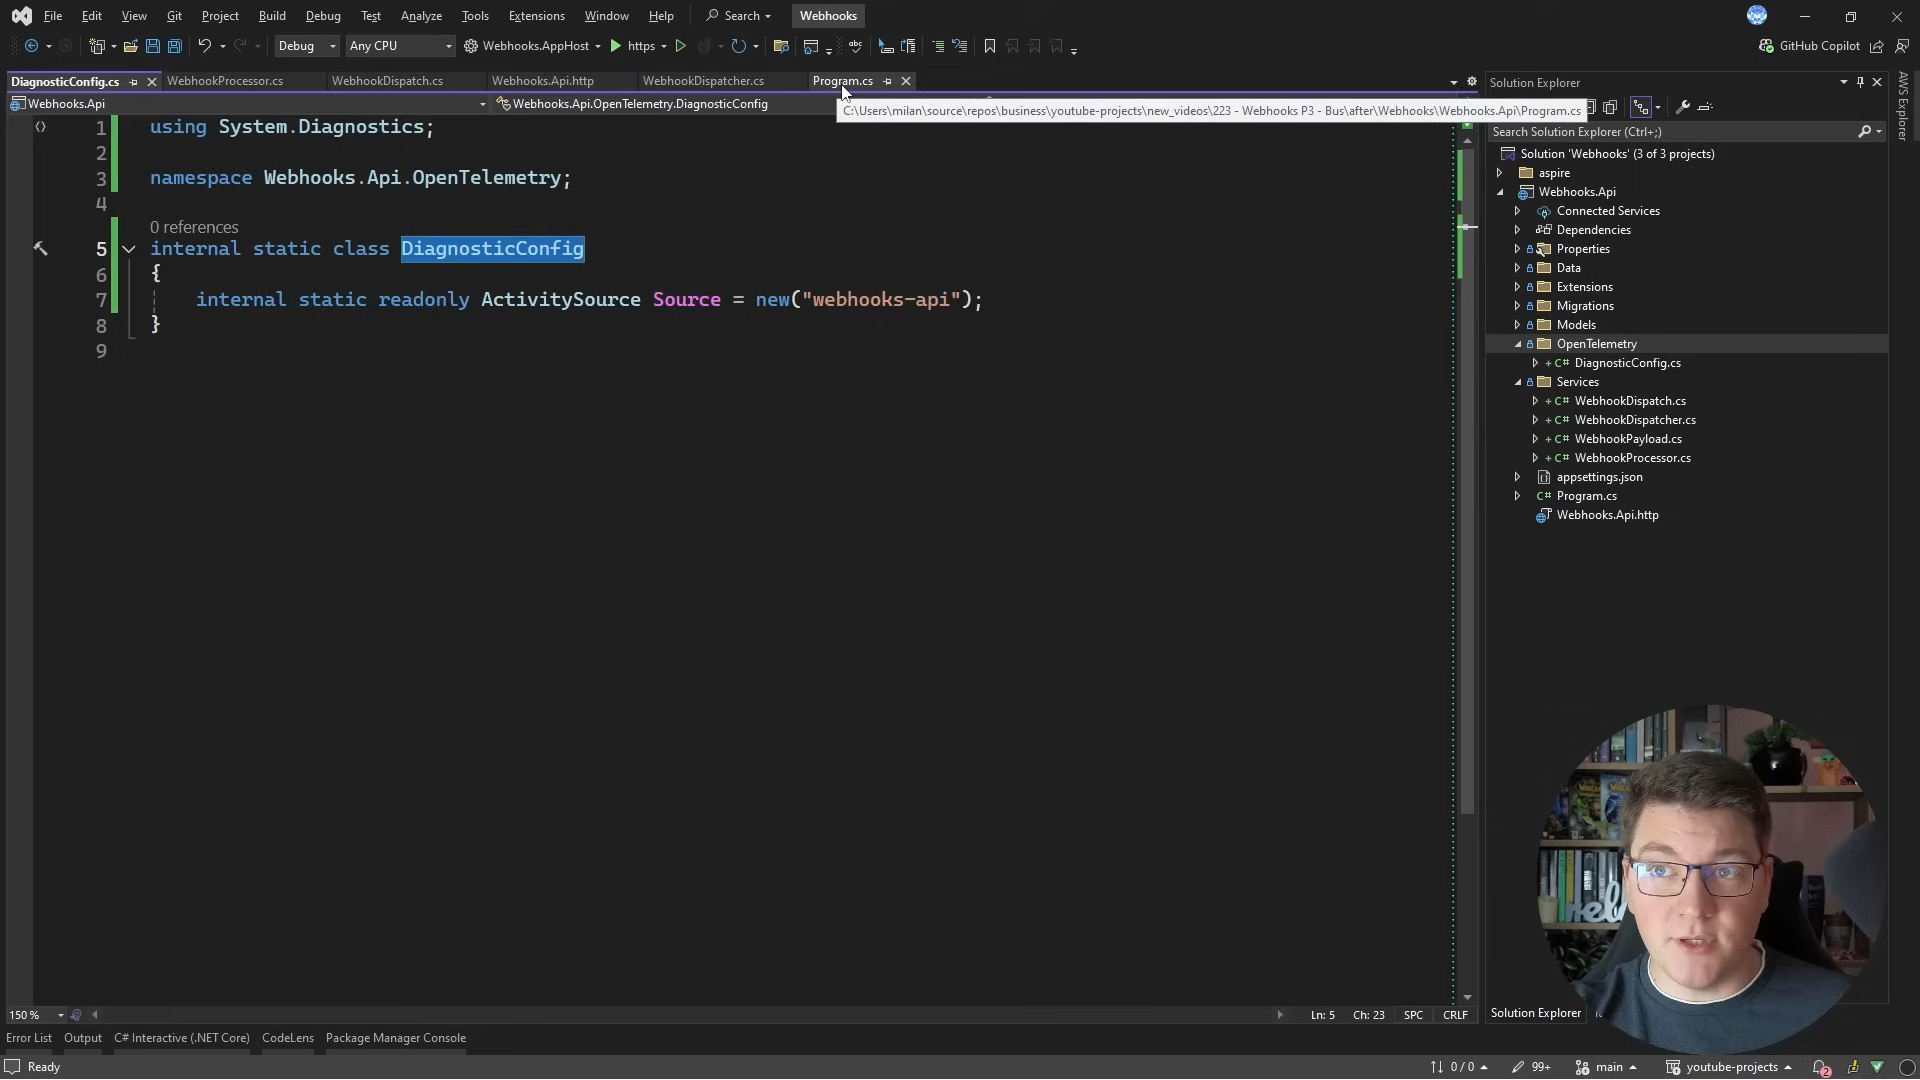 File Edit View Git Project Build Debug Test Analyze Tools Extensions Window Help Search Webhooks
Debug Any CPU Webhooks.AppHost https GitHub Copilot
DiagnosticConfig.cs WebhookProcessor.cs WebhookDispatch.cs Webhooks.Api.http WebhookDispatcher.cs Program.cs
Webhooks.Api Webhooks.Api.OpenTelemetry.DiagnosticConfig
C:\Users\milan\source\repos\business\youtube-projects\new_videos\223 - Webhooks P3 - Bus\after\Webhooks\Webhooks.Api\Program.cs
1 using System.Diagnostics;
2
3 namespace Webhooks.Api.OpenTelemetry;
4
0 references
5 internal static class DiagnosticConfig
6 {
7 internal static readonly ActivitySource Source = new("webhooks-api");
8 }
9
Solution Explorer
Search Solution Explorer (Ctrl+;)
Solution 'Webhooks' (3 of 3 projects)
aspire
Webhooks.Api
Connected Services
Dependencies
Properties
Data
Extensions
Migrations
Models
OpenTelemetry
C# DiagnosticConfig.cs
Services
C# WebhookDispatch.cs
C# WebhookDispatcher.cs
C# WebhookPayload.cs
C# WebhookProcessor.cs
appsettings.json
C# Program.cs
Webhooks.Api.http
AWS Explorer
150 % Ln: 5 Ch: 23 SPC CRLF
Solution Explorer
Error List Output C# Interactive (.NET Core) CodeLens Package Manager Console
Ready 0 / 0 99+ main youtube-projects 2